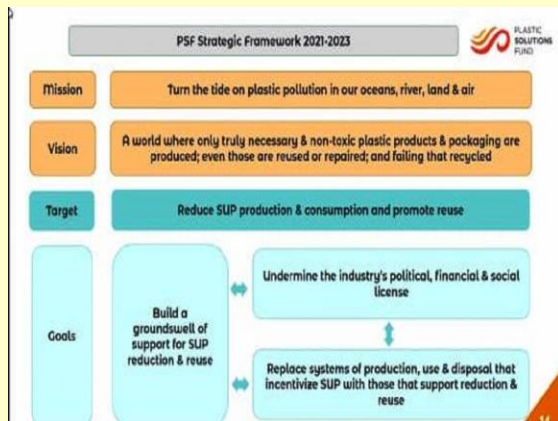 PSF Strategic Framework 2021-2023
PLASTIC
SOLUTIONS
FUND
Mission
Turn the tide on plastic pollution in our oceans, river, land & air
Vision
A world where only truly necessary & non-toxic plastic products & packaging are
produced; even those are reused or repaired; and failing that recycled
Target
Reduce SUP production & consumption and promote reuse
Goals
Build a
groundswell of
support for SUP
reduction & reuse
Undermine the industry's political, financial & social
license
Replace systems of production, use & disposal that
incentivize SUP with those that support reduction &
reuse
14